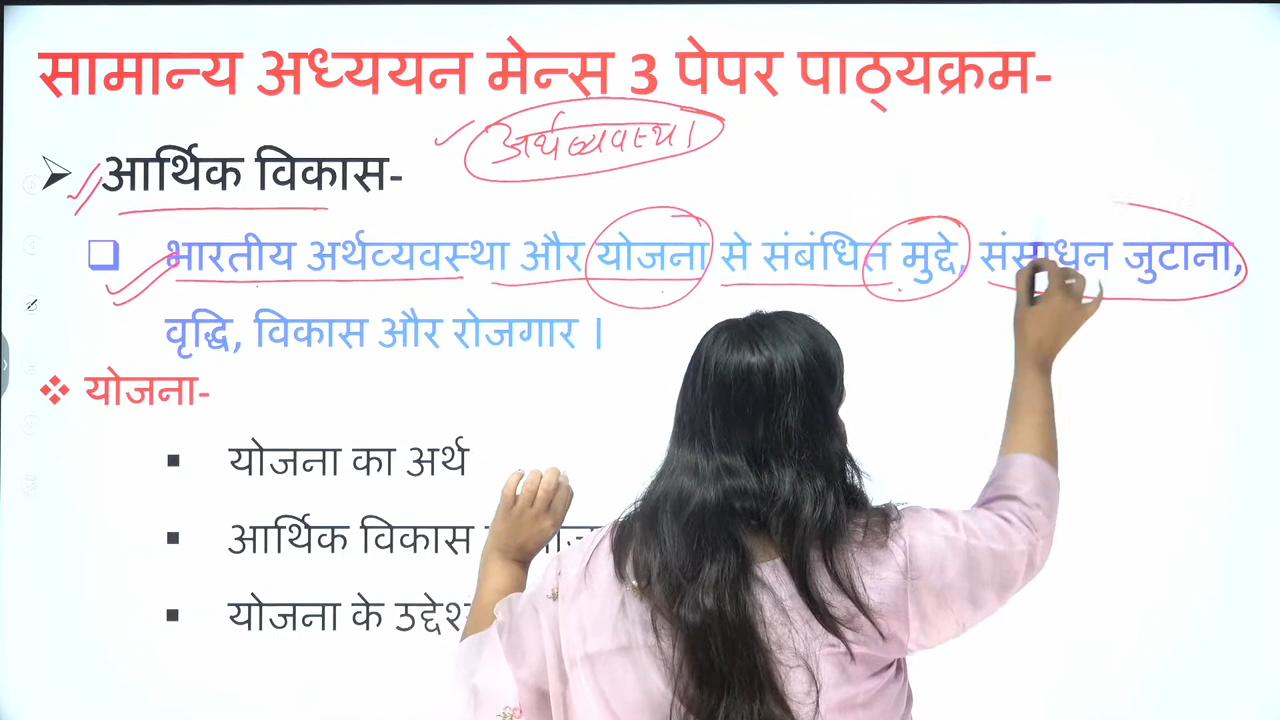 सामान्य अध्ययन मेन्स 3 पेपर पाठ्यक्रम-
अर्थव्यवस्था
आर्थिक विकास-
भारतीय अर्थव्यवस्था और योजना से संबंधित मुद्दे, संसाधन जुटाना,
वृद्धि, विकास और रोजगार ।
योजना-
योजना का अर्थ
आर्थिक विकास
योजना के